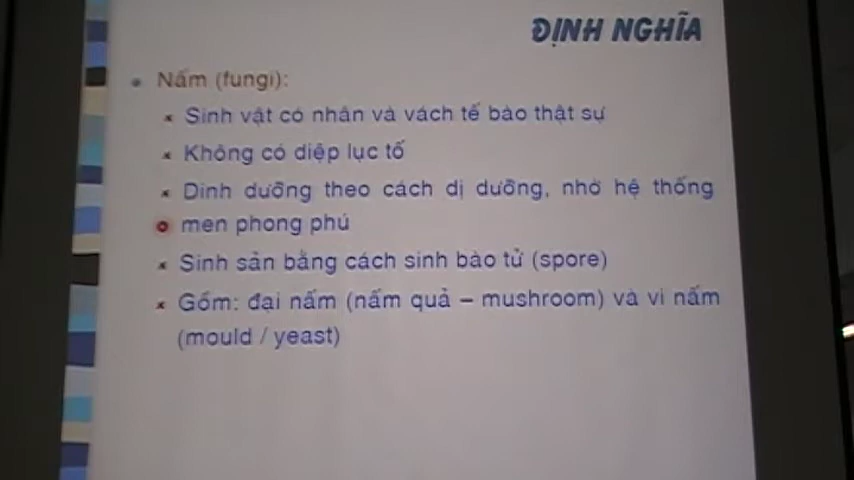 ĐỊNH NGHĨA
Nấm (fungi):
Sinh vật có nhân và vách tế bào thật sự
Không có diệp lục tố
Dinh dưỡng theo cách dị dưỡng, nhờ hệ thống
men phong phú
Sinh sản bằng cách sinh bào tử (spore)
Gồm: đại nấm (nấm quả – mushroom) và vi nấm
(mould / yeast)